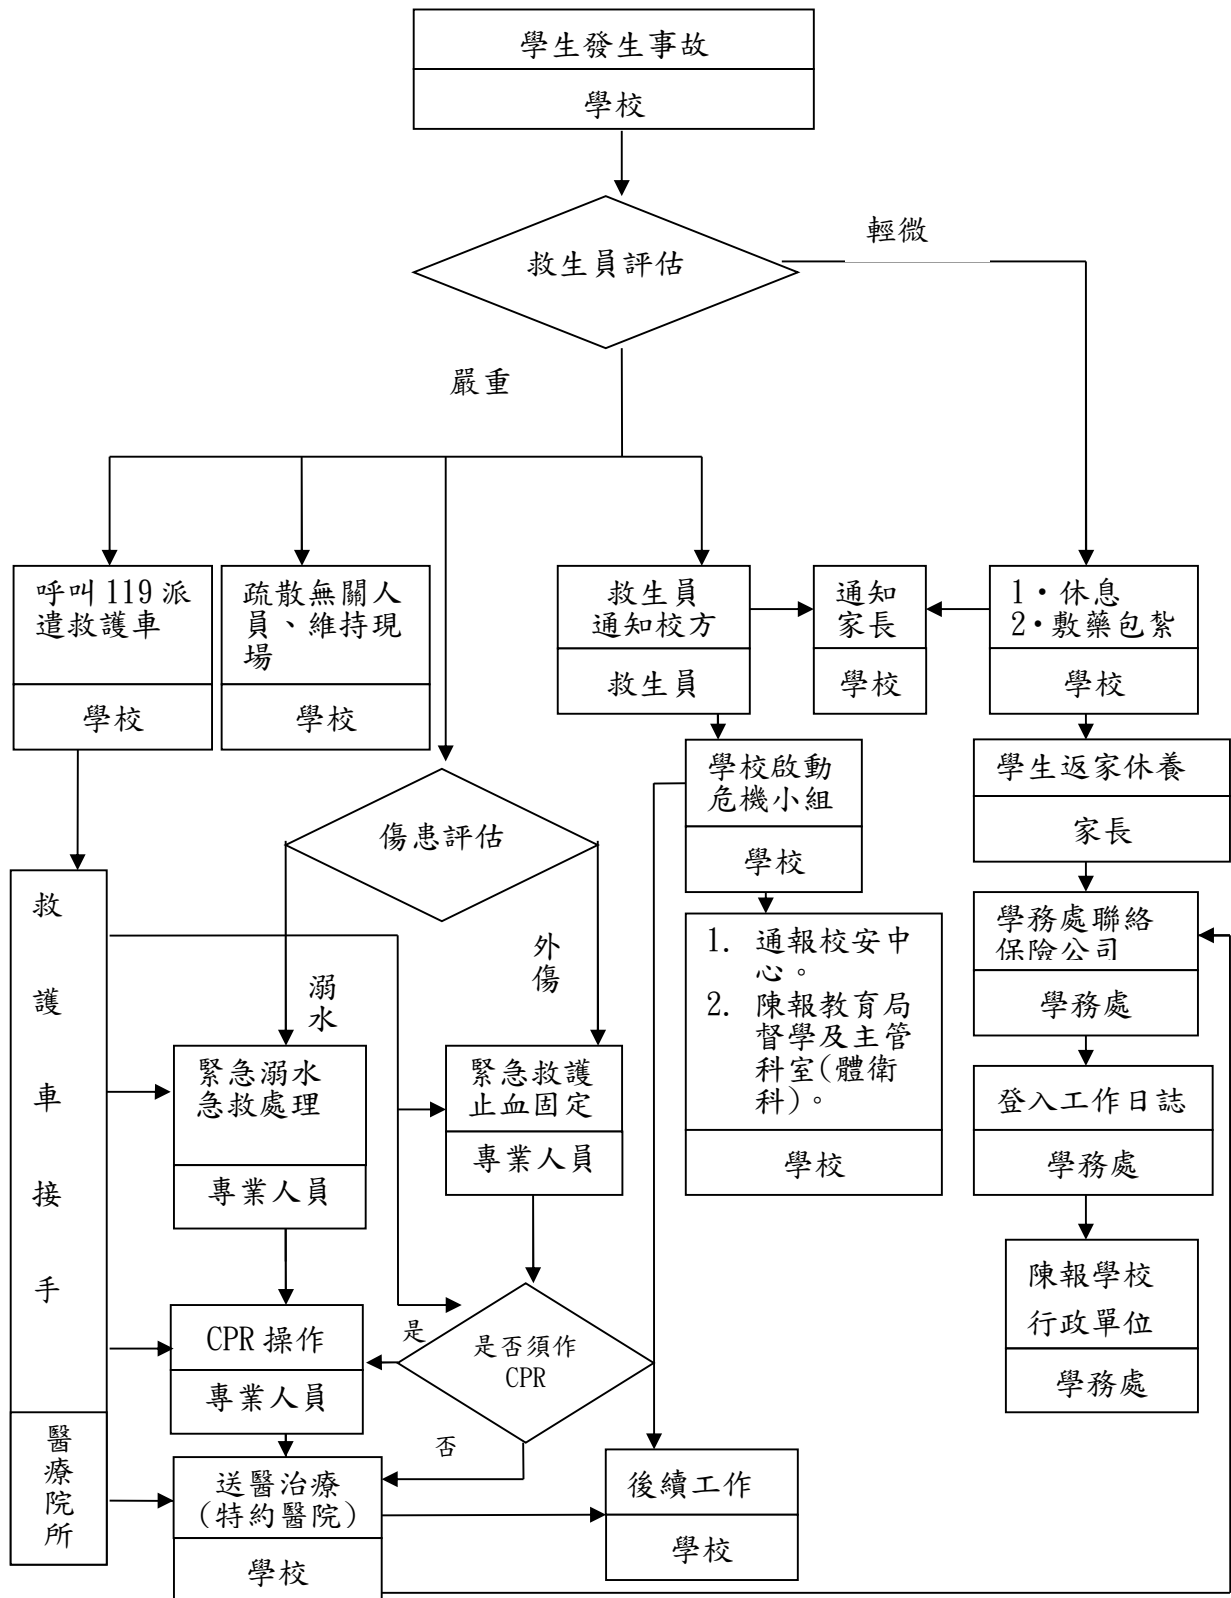 學生發生事故
學校
救生員評估
輕微
嚴重
呼叫 119 派
遣救護車
學校
疏散無關人
員、維持現
場
學校
救生員
通知校方
救生員
通知
家長
學校
1·休息
2·敷藥包紮
學校
學校啟動
危機小組
學校
學生返家休養
家長
傷患評估
溺水
外傷
救護車接手
1. 通報校安中
心。
2. 陳報教育局
督學及主管
科室(體衛
科)。
學校
學務處聯絡
保險公司
學務處
緊急溺水
急救處理
專業人員
緊急救護
止血固定
專業人員
登入工作日誌
學務處
CPR 操作
專業人員
是
是否須作
CPR
否
陳報學校
行政單位
學務處
醫療院所
送醫治療
(特約醫院)
學校
後續工作
學校